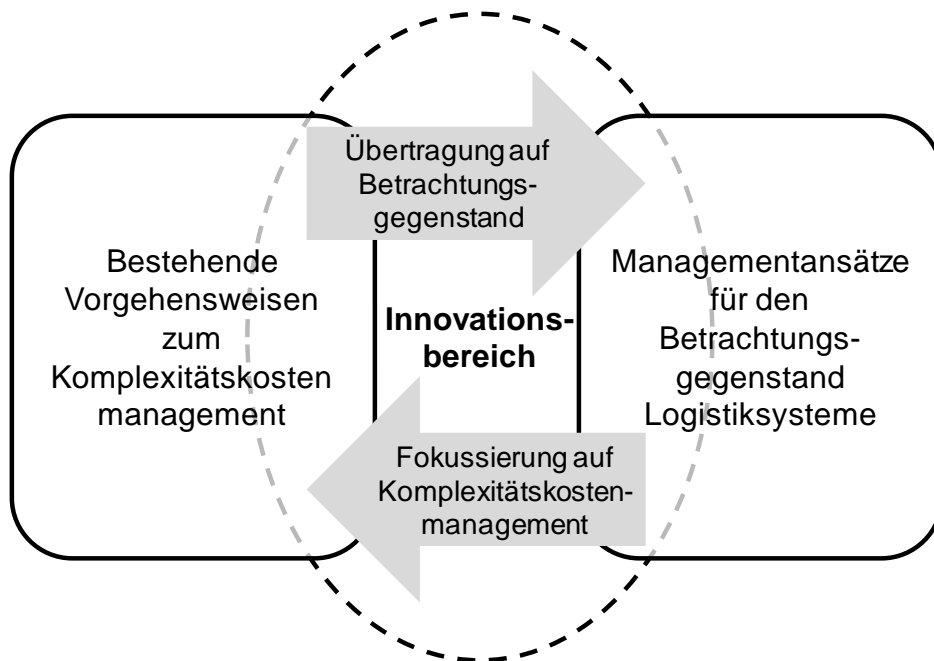 Übertragung auf
Betrachtungs-
gegenstand
Bestehende
Vorgehensweisen
zum
Komplexitätskosten
management
Innovations-
bereich
Managementansätze
für den
Betrachtungs-
gegenstand
Logistiksysteme
Fokussierung auf
Komplexitätskosten-
management